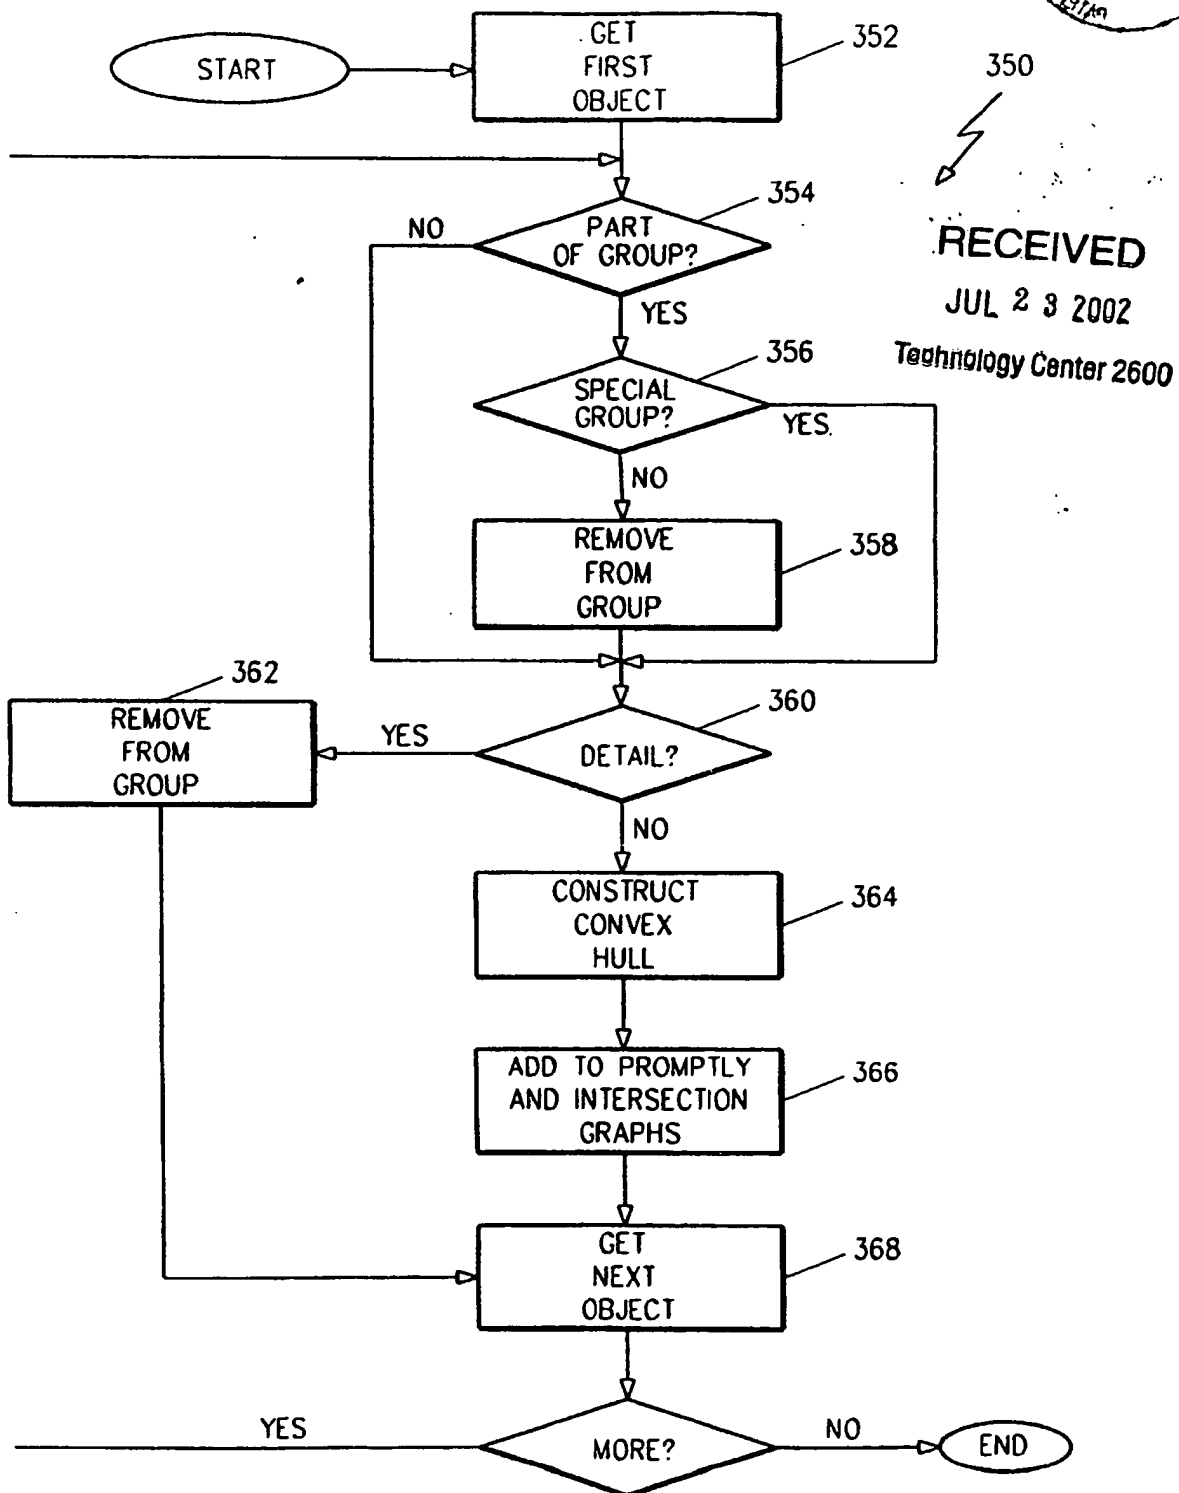 GET
FIRST
OBJECT
352
START
350
354
NO
PART
OF GROUP?
RECEIVED
JUL 23 2002
YES
356
Technology Center 2600
SPECIAL
GROUP?
YES
NO
REMOVE
FROM
GROUP
358
362
REMOVE
FROM
GROUP
360
YES
DETAIL?
NO
CONSTRUCT
CONVEX
HULL
364
ADD TO PROMPTLY
AND INTERSECTION
GRAPHS
366
GET
NEXT
OBJECT
368
YES
MORE?
NO
END